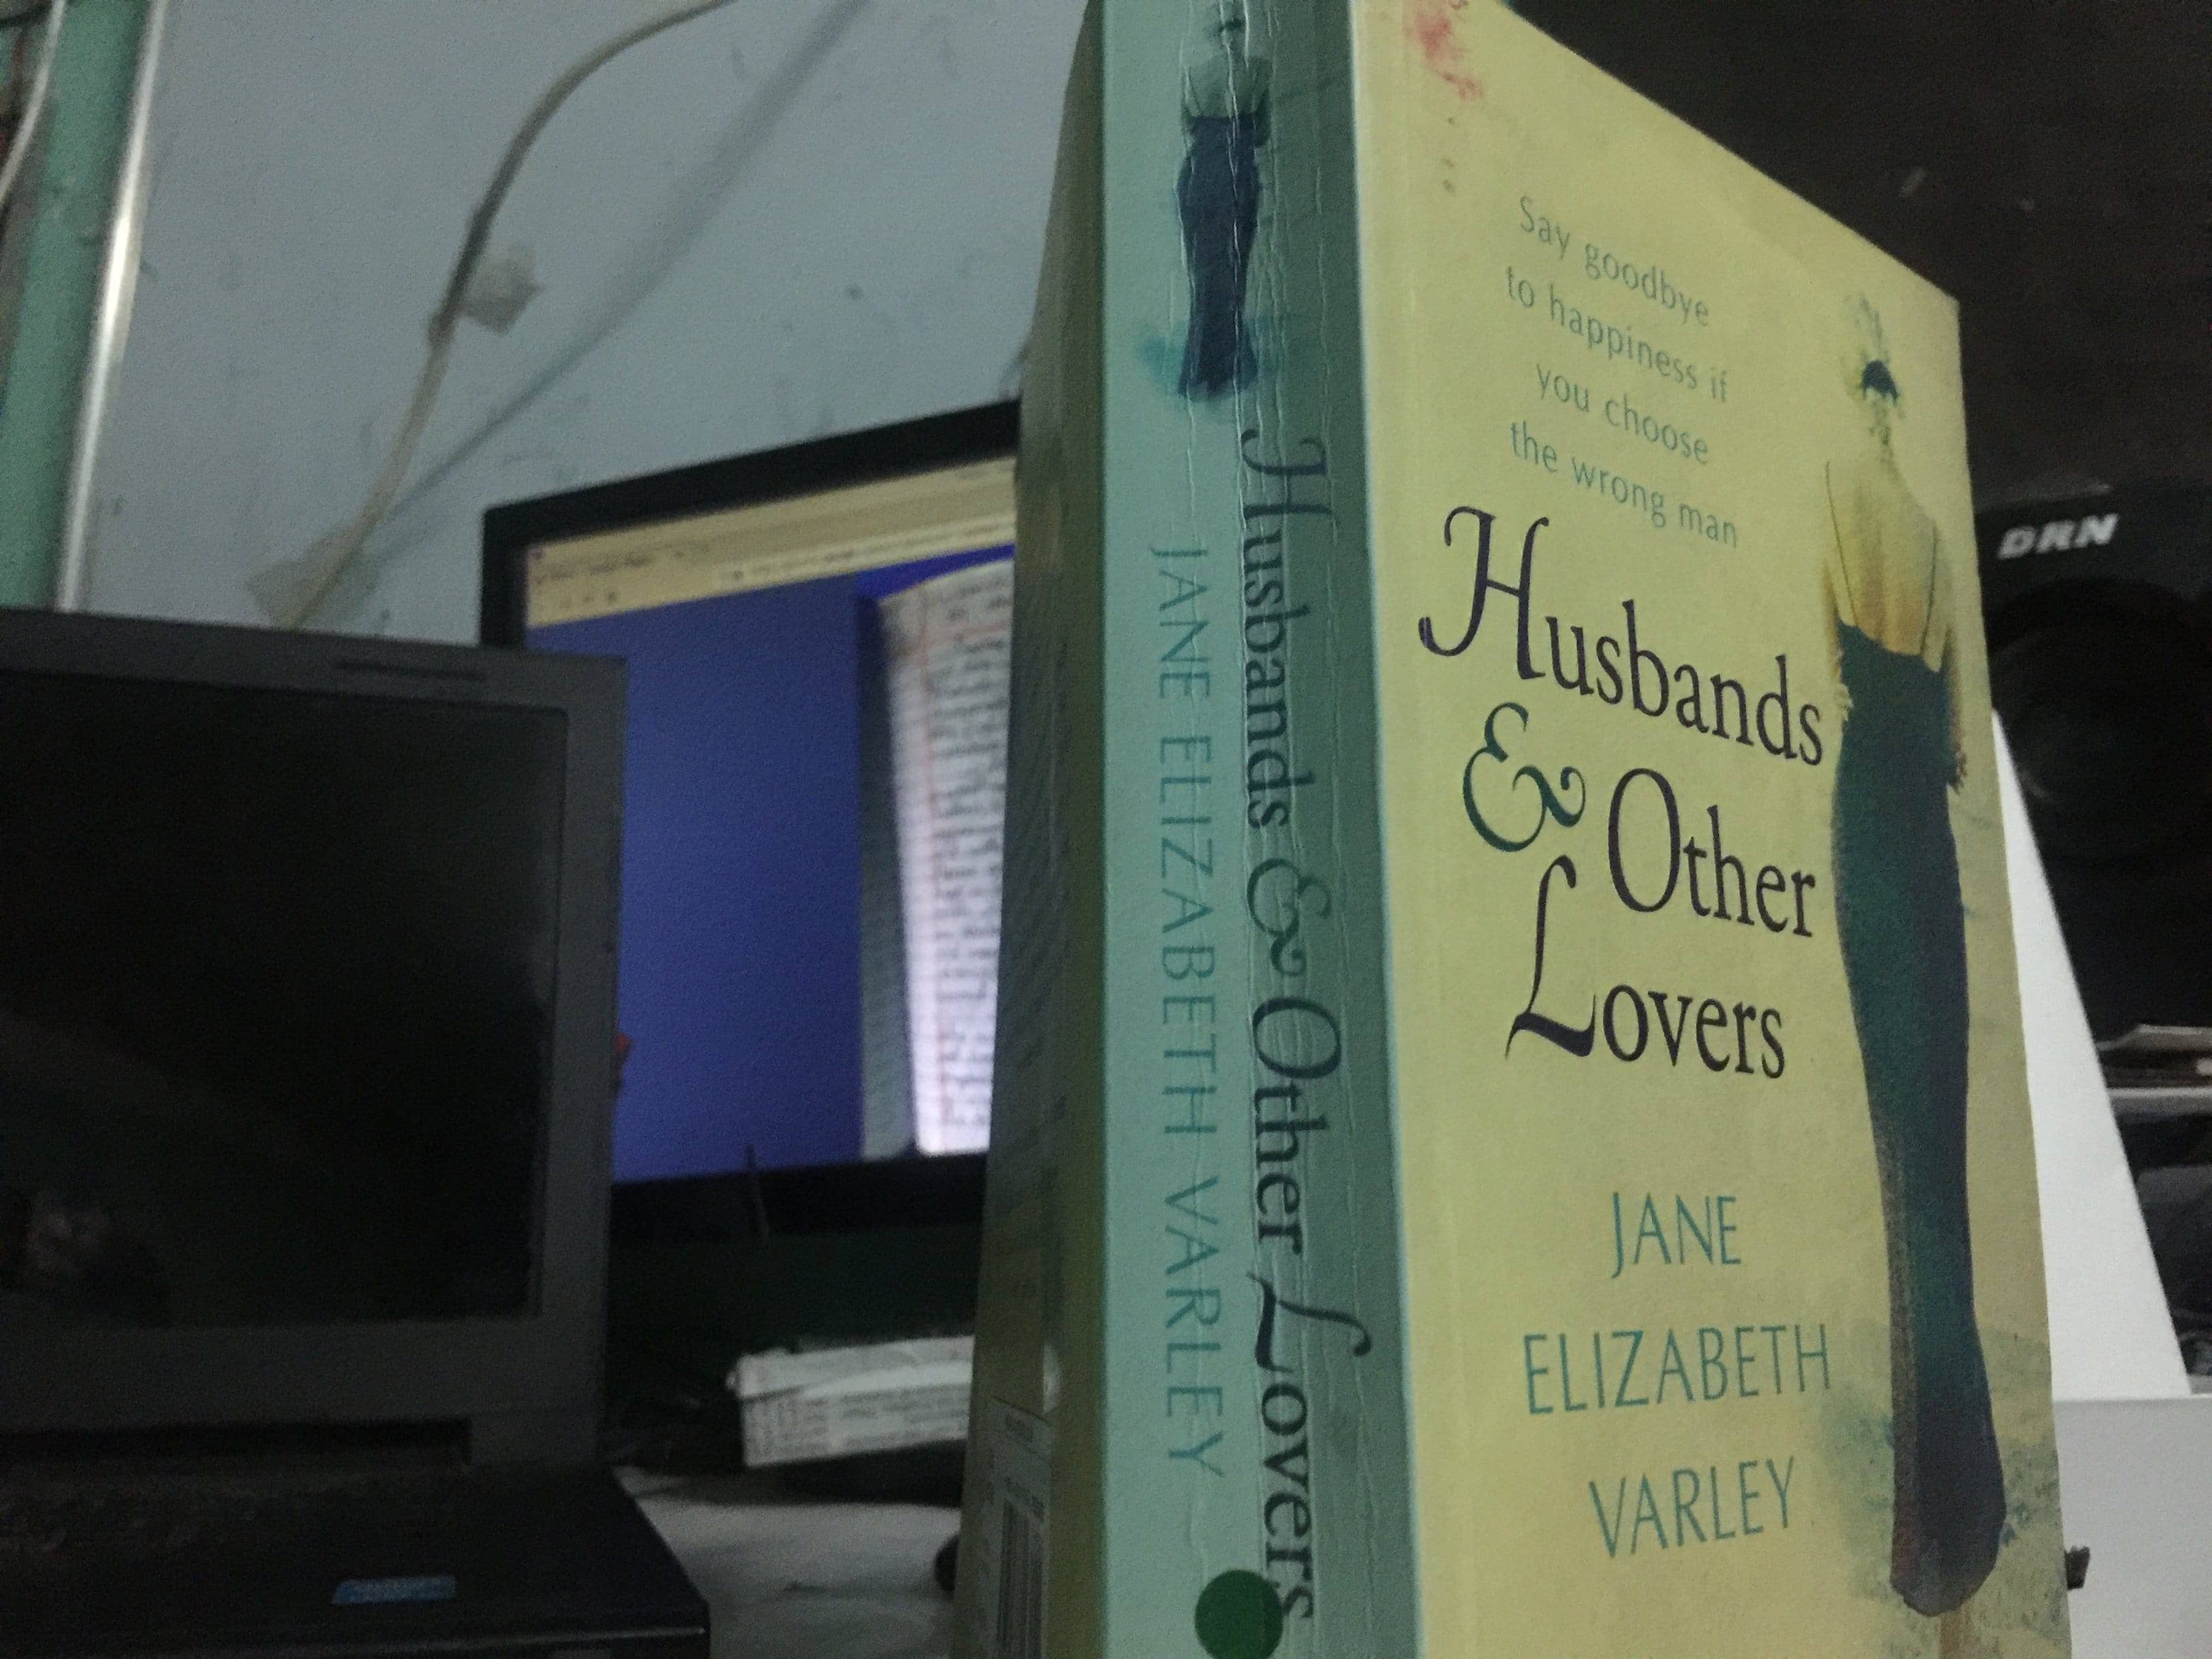 Say goodbye
to happiness if
you choose
the wrong man
Husbands
& Other
Lovers
JANE
ELIZABETH
VARLEY
Husbands & Other Lovers
JANE ELIZABETH VARLEY
DRN